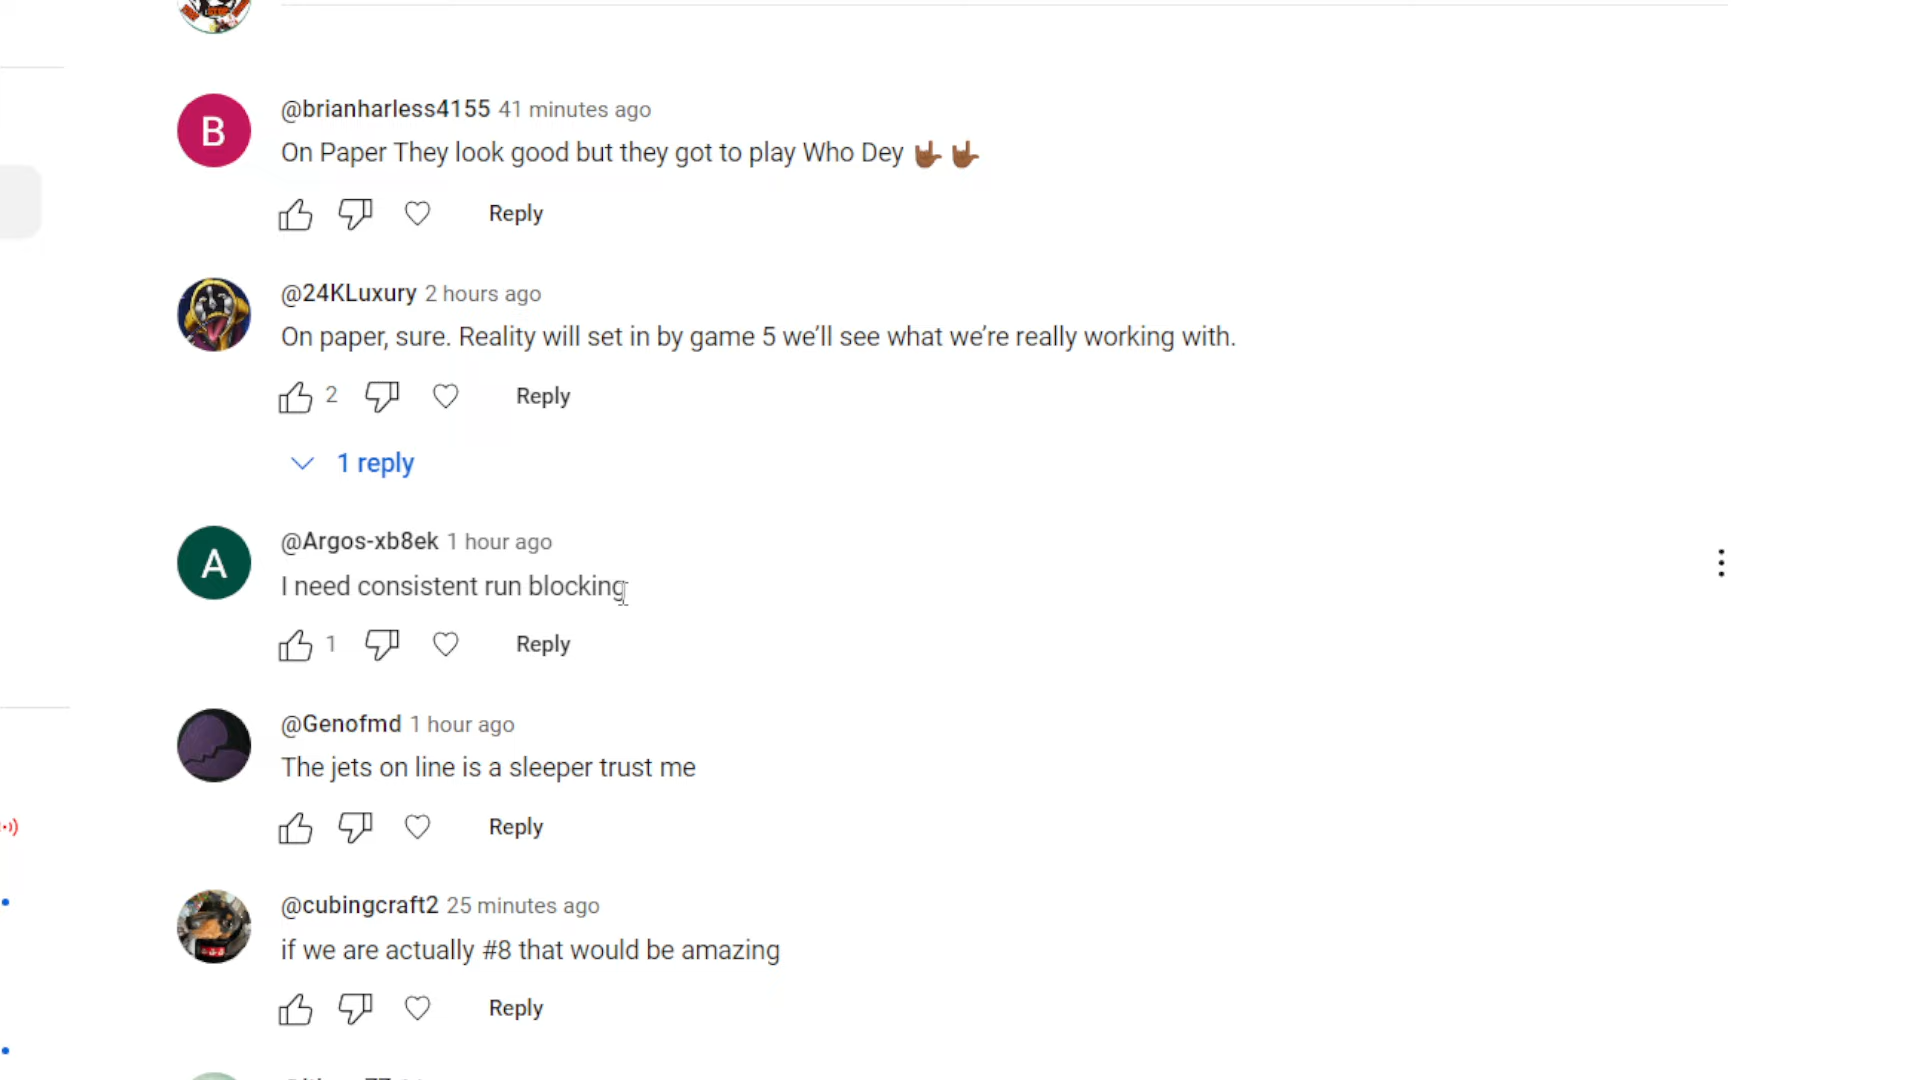 B
@brianharless4155 41 minutes ago
On Paper They look good but they got to play Who Dey 🤟🏾 🤟🏾
Reply
@24KLuxury 2 hours ago
On paper, sure. Reality will set in by game 5 we’ll see what we’re really working with.
2 Reply
1 reply
A
@Argos-xb8ek 1 hour ago
I need consistent run blocking
1 Reply
@Genofmd 1 hour ago
The jets on line is a sleeper trust me
Reply
@cubingcraft2 25 minutes ago
if we are actually #8 that would be amazing
Reply